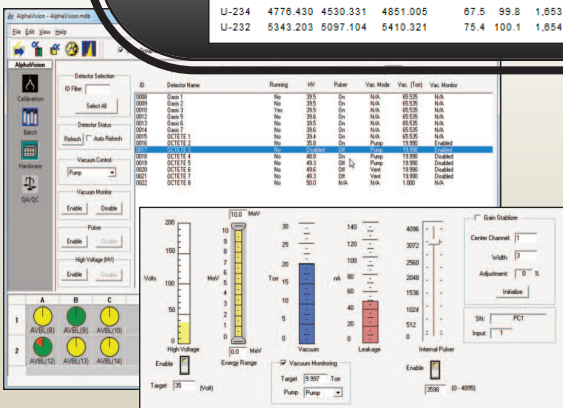 U-234 4776.430 4530.331 4851.005 67.5 99.8 1,653
U-232 5343.203 5097.104 5410.321 75.4 100.1 1,654
AlphaVision - AlphaVision.mdb
File Edit View Help
Group
AlphaVision
Calibration
Batch
Hardware
QA/QC
Detector Selection
ID Filter:
Select All
Detector Status
Refresh Auto Refresh
Vacuum Control
Pump
Vacuum Monitor
Enable Disable
Pulser
Enable Disable
High Voltage (HV)
Enable Disable
ID Detector Name Running HV Pulser Vac. Mode Vac. (Torr) Vac. Monitor
0008 Oasis 1 No 39.5 On N/A 65.535 N/A
0009 Oasis 2 No 39.5 On N/A 65.535 N/A
0010 Oasis 3 Yes 39.5 On N/A 65.535 N/A
0012 Oasis 5 No 39.6 On N/A 65.535 N/A
0013 Oasis 6 No 39.5 On N/A 65.535 N/A
0014 Oasis 7 No 39.6 On N/A 65.535 N/A
0015 OCTETE 1 No 39.4 On N/A 65.535 N/A
0016 OCTETE 2 No 35.8 On Pump 19.990 Enabled
0017 OCTETE 3 No Disabled Off Pump 19.990 Enabled
0018 OCTETE 4 No 48.8 On Pump 19.990 Disabled
0019 OCTETE 5 No 49.3 Off Vent 19.990 Disabled
0020 OCTETE 6 No 49.6 Off Vent 19.990 Disabled
0021 OCTETE 7 No 48.3 Off Vent 19.990 Disabled
0022 OCTETE 8 No 50.0 N/A N/A 1.000 N/A
A B C
1 AVBL(8) AVBL(9) AVBL(10)
2 AVBL(12) AVBL(13) AVBL(14)
200 150 100 50 0
Volts
High Voltage
Enable
Target 35 (Volt)
10.0 MeV
10 9 8 7 6 5 4 3 2 1 0
MeV
0.0 MeV
Energy Range
30 25 20 15 10 5 0
Torr
Vacuum
Vacuum Monitoring
Target 9.997 Torr
Pump Pump
140 120 100 80 60 40 20 0
nA
Leakage
4096 3072 2560 2048 1536 1024 512 0
Internal Pulser
Enable
3598 (0 - 4095)
Gain Stabilizer
Center Channel: 1
Width: 3
Adjustment: 0 %
Initialize
SN: PC1
Input: 1